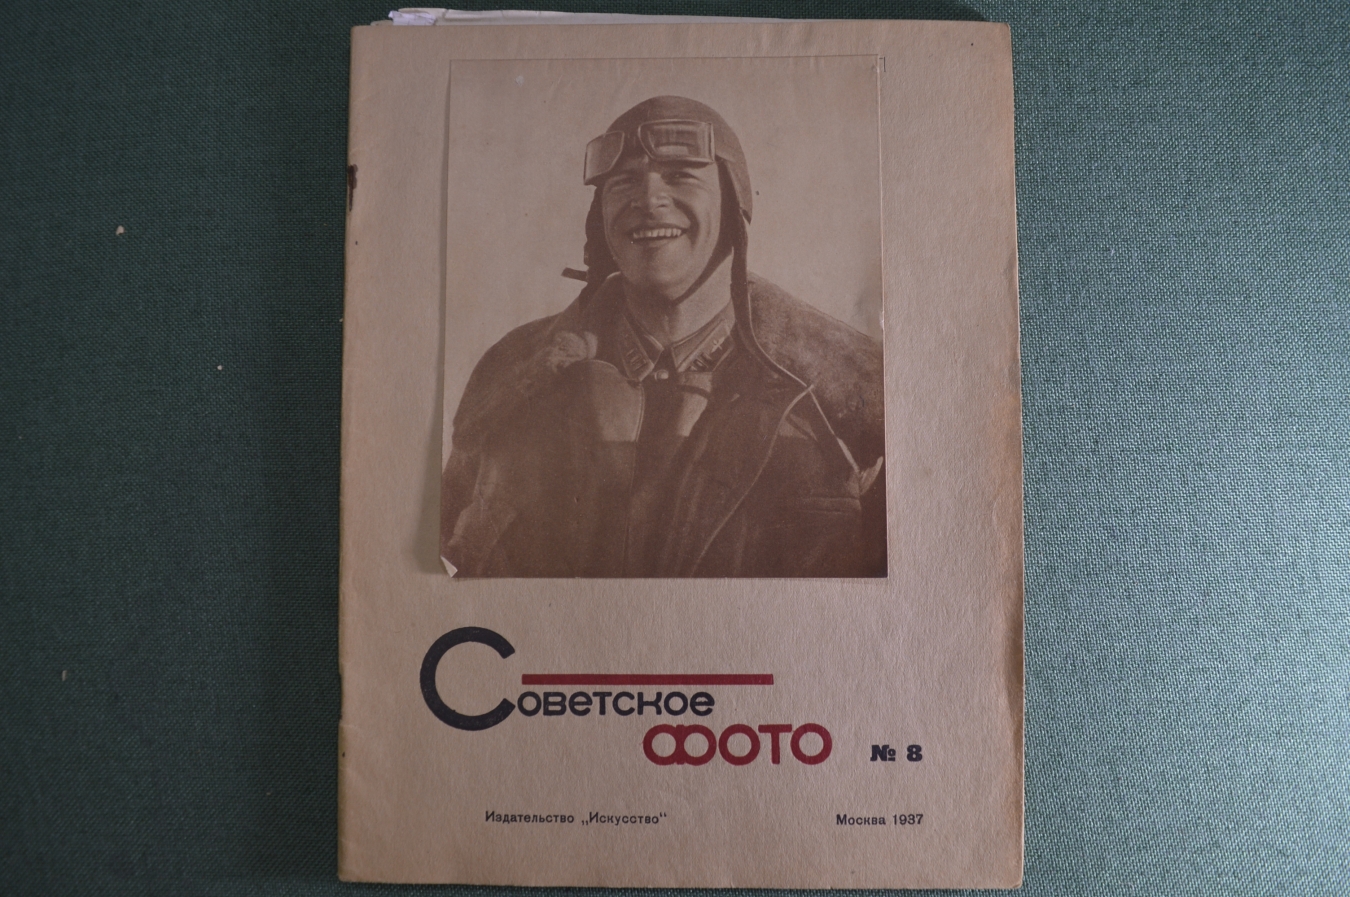 Советское
фото № 8
Издательство „Искусство“ Москва 1937